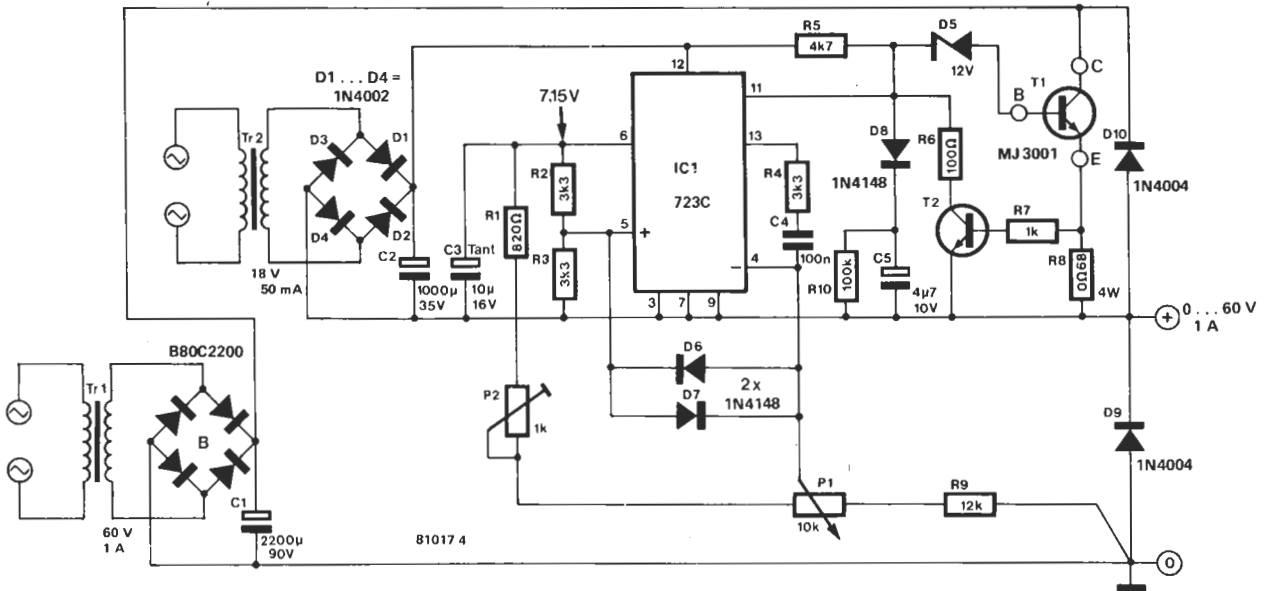 R5
4k7
D5
12V
C
T1
B
E
MJ3001
D10
1N4004
D1 . . . D4 =
1N4002
Tr2
D3
D1
D4
D2
18 V
50 mA
7,15V
12
11
13
6
5
4
3
7
9
+
−
IC1
723C
R2
3k3
R3
3k3
R1
820Ω
C2
1000µ
35V
C3
Tant
10µ
16V
R4
3k3
C4
100n
D8
1N4148
R6
100Ω
T2
R7
1k
R8
0Ω68
4W
R10
100k
C5
4µ7
10V
+
0 . . . 60 V
1 A
B80C2200
Tr1
B
60 V
1 A
C1
2200µ
90V
P2
1k
D6
D7
2x
1N4148
D9
1N4004
P1
10k
R9
12k
81017 4
0